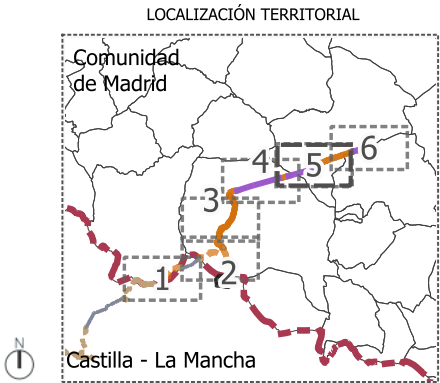 LOCALIZACIÓN TERRITORIAL
Comunidad
de Madrid
6
5
4
3
2
1
Castilla - La Mancha
N